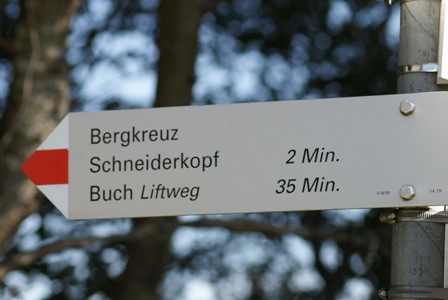 Bergkreuz
Schneiderkopf 2 Min.
Buch Liftweg 35 Min.